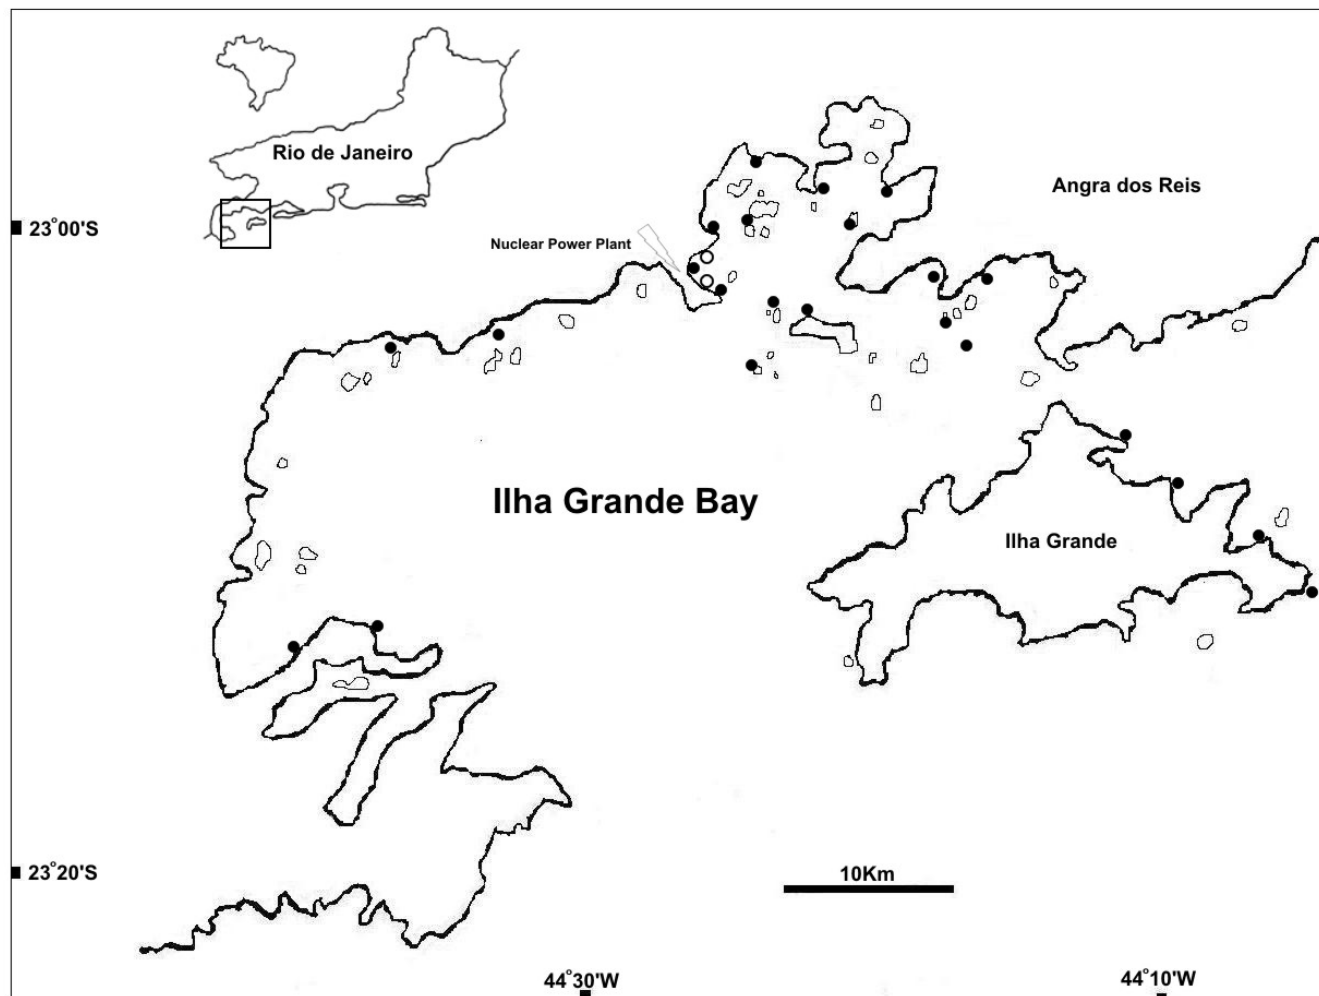 Rio de Janeiro
Angra dos Reis
23°00'S
Nuclear Power Plant
Ilha Grande Bay
Ilha Grande
10Km
23°20'S
44°30'W
44°10'W